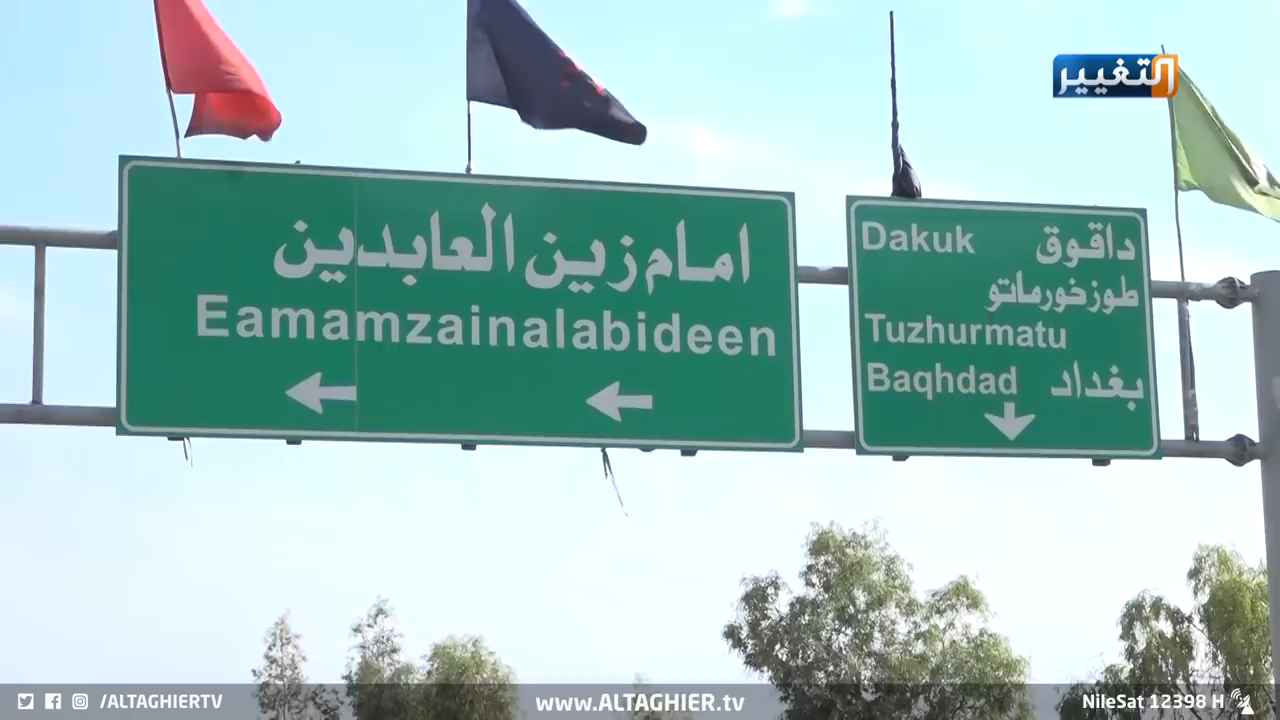 التغيير
امام زين العابدين
Eamamzainalabideen
Dakuk داقوق
طوزخورماتو
Tuzhurmatu
Baqhdad بغداد
/ALTAGHIERTV
www.ALTAGHIER.tv
NileSat 12398 H